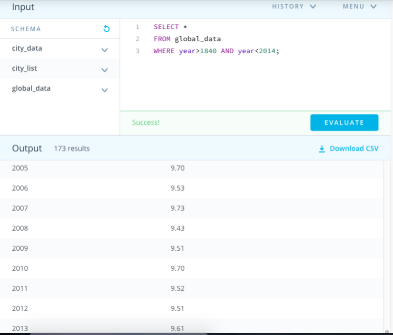 Input
HISTORY
MENU
SCHEMA
city_data
city_list
global_data
1 SELECT *
2 FROM global_data
3 WHERE year>1840 AND year<2014;
Success!
EVALUATE
Output 173 results
Download CSV
2005 9.70
2006 9.53
2007 9.73
2008 9.43
2009 9.51
2010 9.70
2011 9.52
2012 9.51
2013 9.61